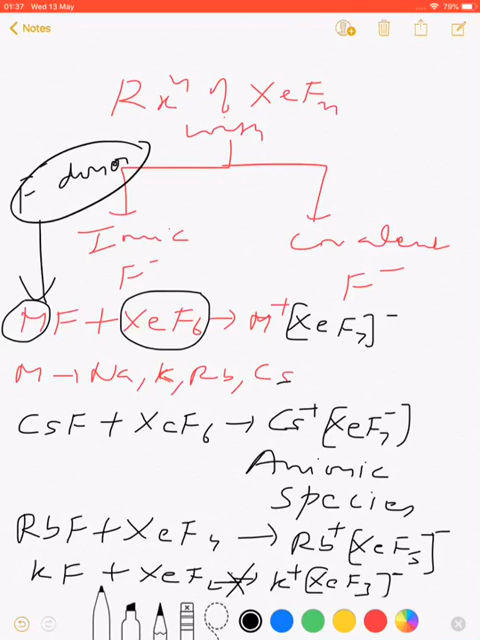 01:37 Wed 13 May
79%
Notes
Rxⁿ of XeFₙ
with
F⁻ donor
Ionic
F⁻
Covalent
F⁻
MF + XeF₆ → M⁺[XeF₇]⁻
M → Na, K, Rb, Cs
CsF + XeF₆ → Cs⁺[XeF₇⁻]
Anionic
Species
RbF + XeF₄ → Rb⁺[XeF₅]⁻
KF + XeF₂ ↛ K⁺[XeF₃]⁻